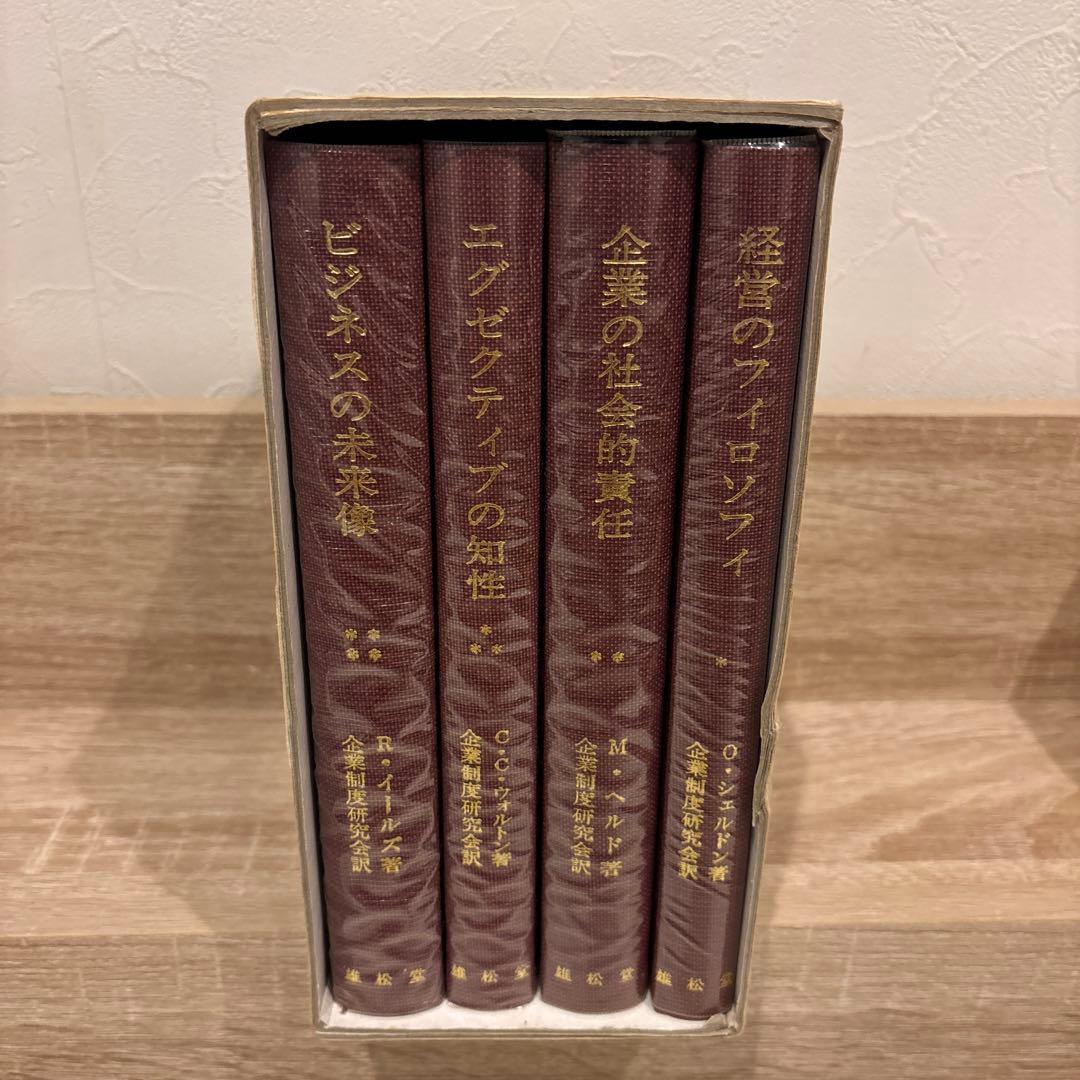 経営のフィロソフィ
*
O・シェルドン著
企業制度研究会訳
雄松堂
企業の社会的責任
**
M・ヘルド著
企業制度研究会訳
雄松堂
エグゼクティブの知性
***
C・C・ウォルトン著
企業制度研究会訳
雄松堂
ビジネスの未来像
****
R・イールズ著
企業制度研究会訳
雄松堂